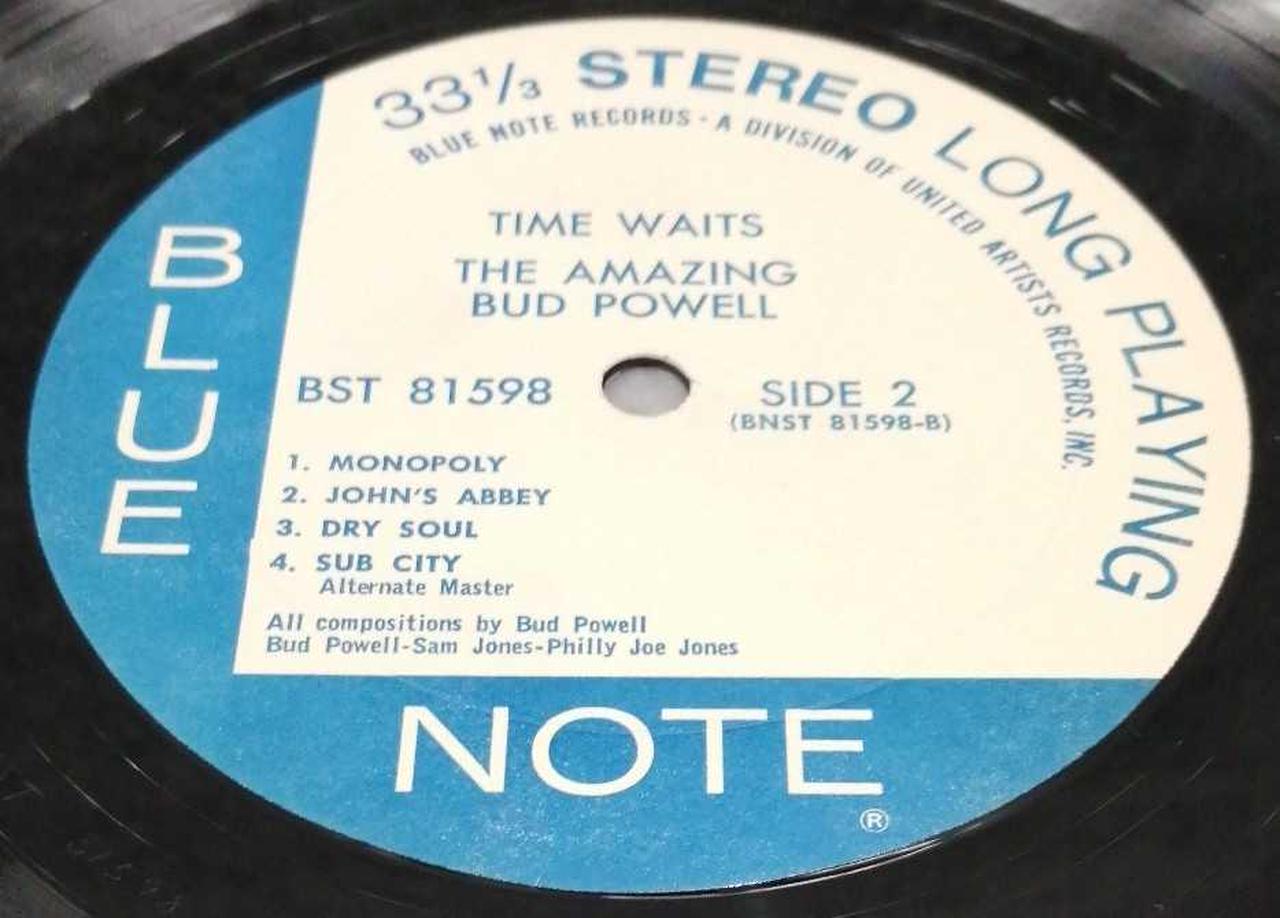 33⅓ STEREO LONG PLAYING
BLUE NOTE RECORDS · A DIVISION OF UNITED ARTISTS RECORDS, INC.
TIME WAITS
THE AMAZING
BUD POWELL
BST 81598
SIDE 2
(BNST 81598-B)
1. MONOPOLY
2. JOHN'S ABBEY
3. DRY SOUL
4. SUB CITY
Alternate Master
All compositions by Bud Powell
Bud Powell-Sam Jones-Philly Joe Jones
BLUE
NOTE
®